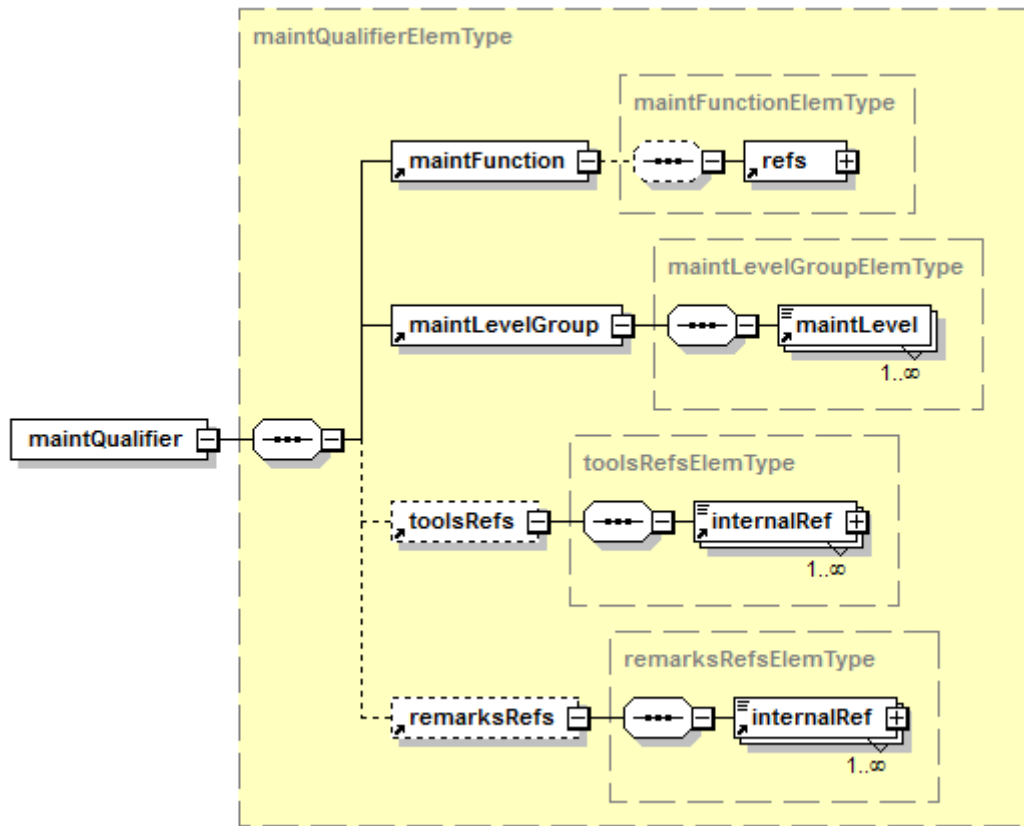 maintQualifierElemType
maintFunctionElemType
maintFunction
refs
maintLevelGroupElemType
maintLevelGroup
maintLevel
1..∞
maintQualifier
toolsRefsElemType
toolsRefs
internalRef
1..∞
remarksRefsElemType
remarksRefs
internalRef
1..∞